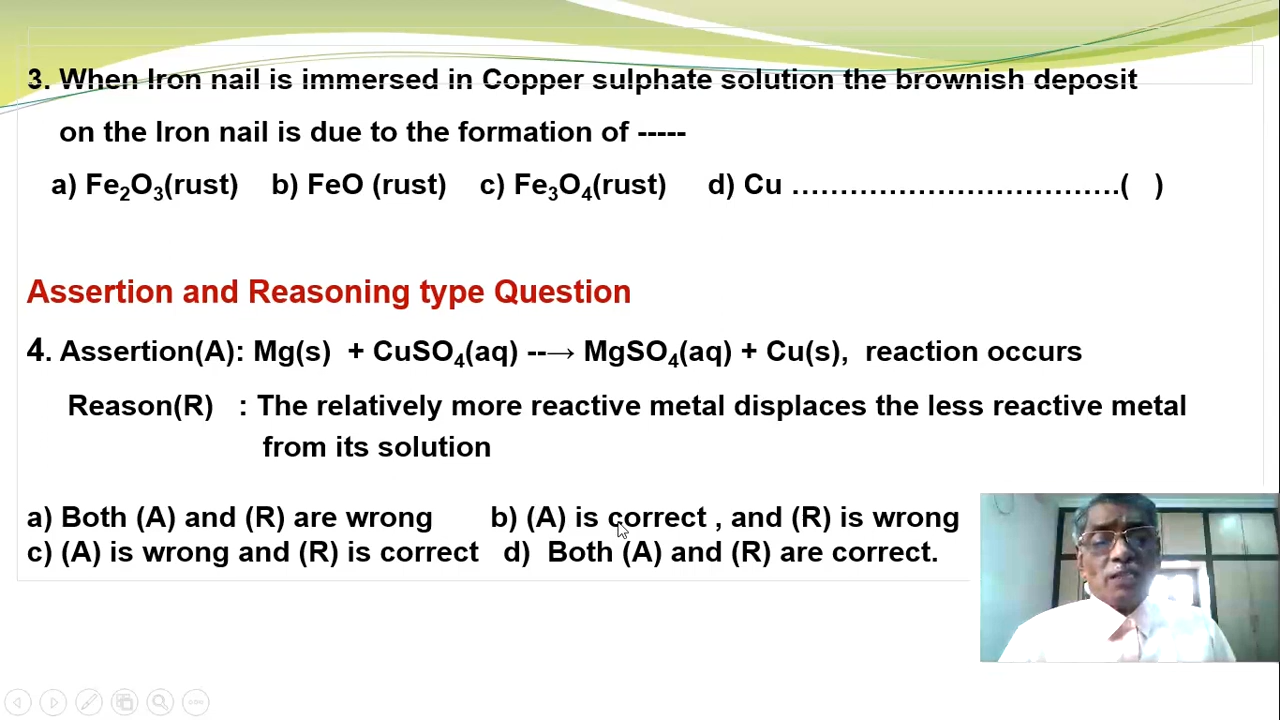 3. When Iron nail is immersed in Copper sulphate solution the brownish deposit
on the Iron nail is due to the formation of -----
a) Fe₂O₃(rust) b) FeO (rust) c) Fe₃O₄(rust) d) Cu ……………………………….( )
Assertion and Reasoning type Question
4. Assertion(A): Mg(s) + CuSO₄(aq) --→ MgSO₄(aq) + Cu(s), reaction occurs
Reason(R) : The relatively more reactive metal displaces the less reactive metal
from its solution
a) Both (A) and (R) are wrong b) (A) is correct , and (R) is wrong
c) (A) is wrong and (R) is correct d) Both (A) and (R) are correct.